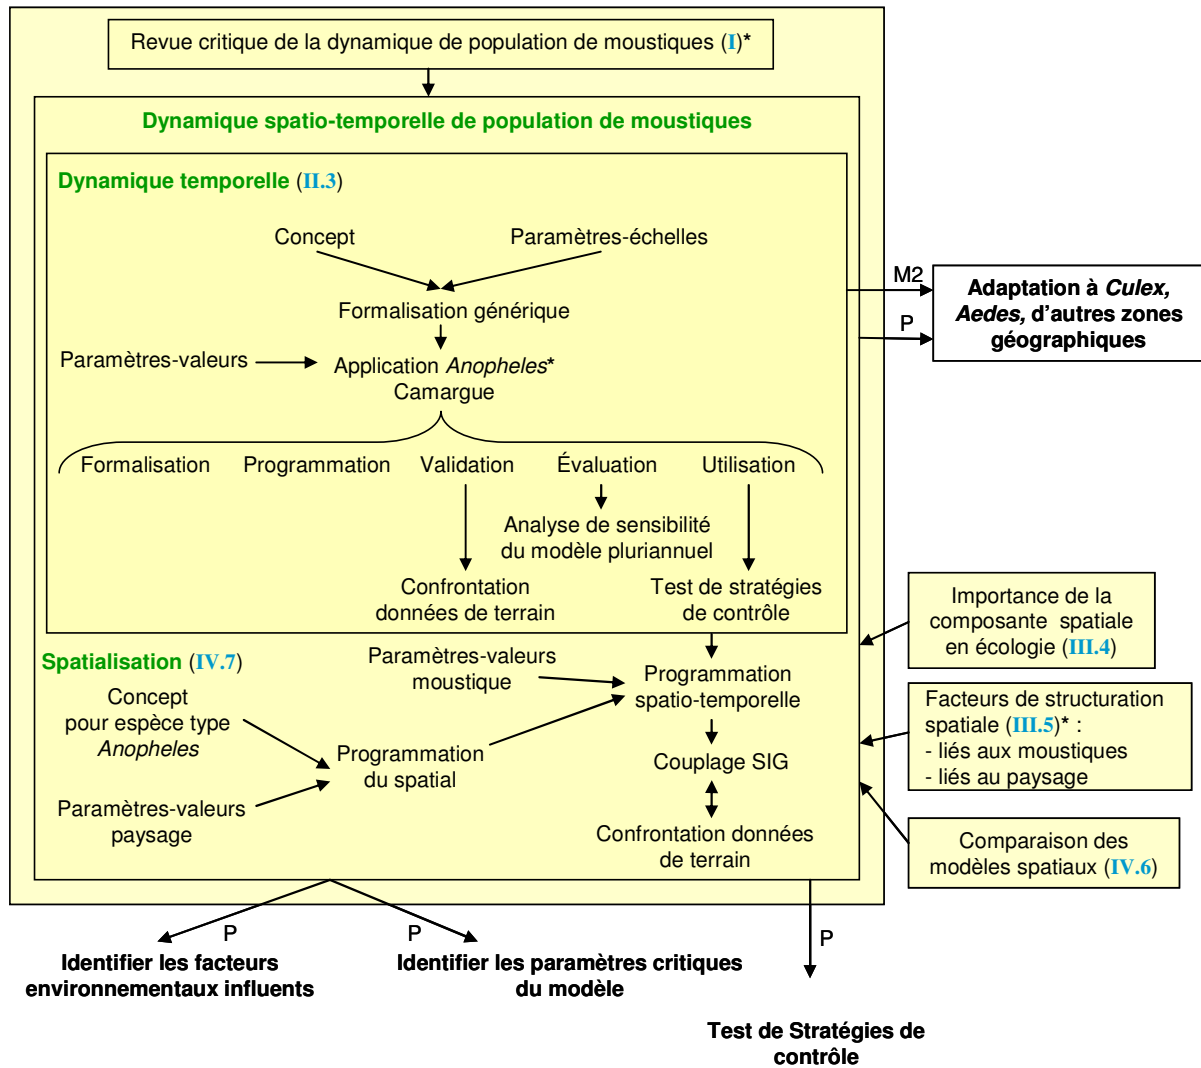 Revue critique de la dynamique de population de moustiques (I)*
Dynamique spatio-temporelle de population de moustiques
Dynamique temporelle (II.3)
Concept
Paramètres-échelles
Formalisation générique
Paramètres-valeurs
Application Anopheles*
Camargue
Formalisation
Programmation
Validation
Évaluation
Utilisation
Analyse de sensibilité
du modèle pluriannuel
Confrontation
données de terrain
Test de stratégies
de contrôle
M2
P
Adaptation à Culex,
Aedes, d'autres zones
géographiques
Spatialisation (IV.7)
Paramètres-valeurs
moustique
Programmation
spatio-temporelle
Concept
pour espèce type
Anopheles
Programmation
du spatial
Couplage SIG
Paramètres-valeurs
paysage
Confrontation données
de terrain
Importance de la
composante spatiale
en écologie (III.4)
Facteurs de structuration
spatiale (III.5)* :
- liés aux moustiques
- liés au paysage
Comparaison des
modèles spatiaux (IV.6)
P
P
P
Identifier les facteurs
environnementaux influents
Identifier les paramètres critiques
du modèle
Test de Stratégies de
contrôle